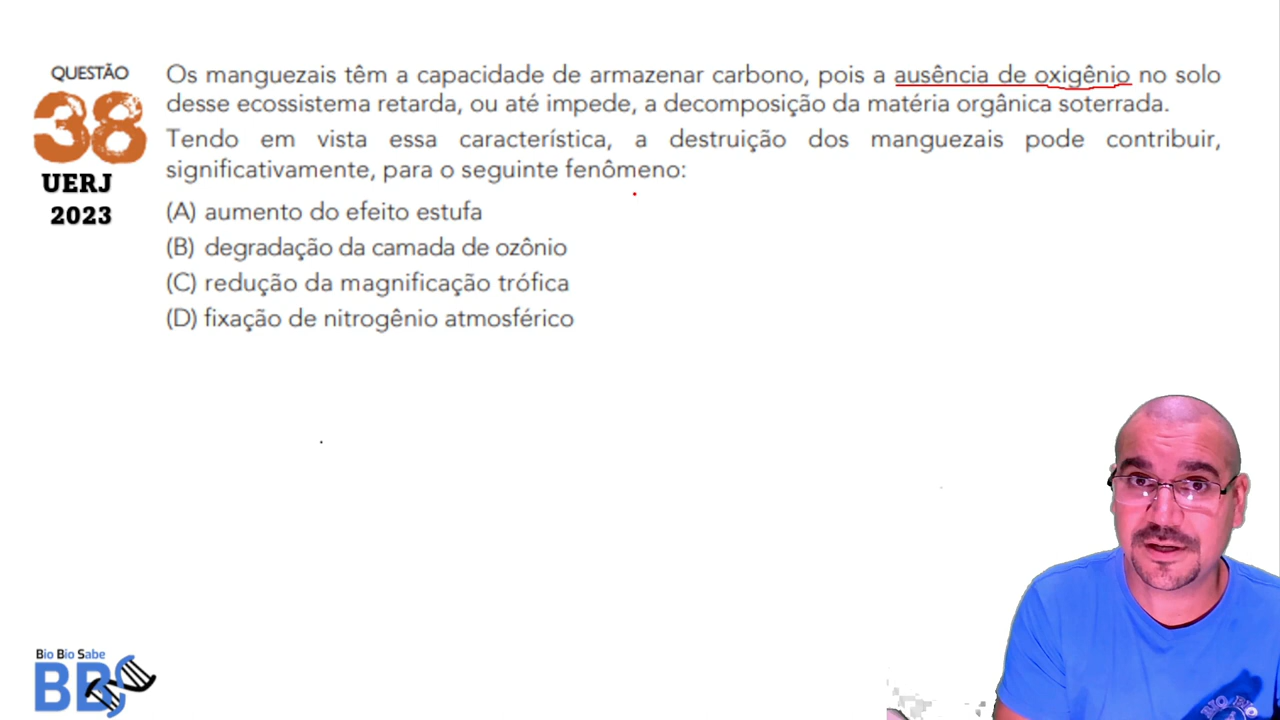 QUESTÃO
38
UERJ
2023
Os manguezais têm a capacidade de armazenar carbono, pois a ausência de oxigênio no solo
desse ecossistema retarda, ou até impede, a decomposição da matéria orgânica soterrada.
Tendo em vista essa característica, a destruição dos manguezais pode contribuir,
significativamente, para o seguinte fenômeno:
(A) aumento do efeito estufa
(B) degradação da camada de ozônio
(C) redução da magnificação trófica
(D) fixação de nitrogênio atmosférico
Bio Bio Sabe
BBS
BIO BIO